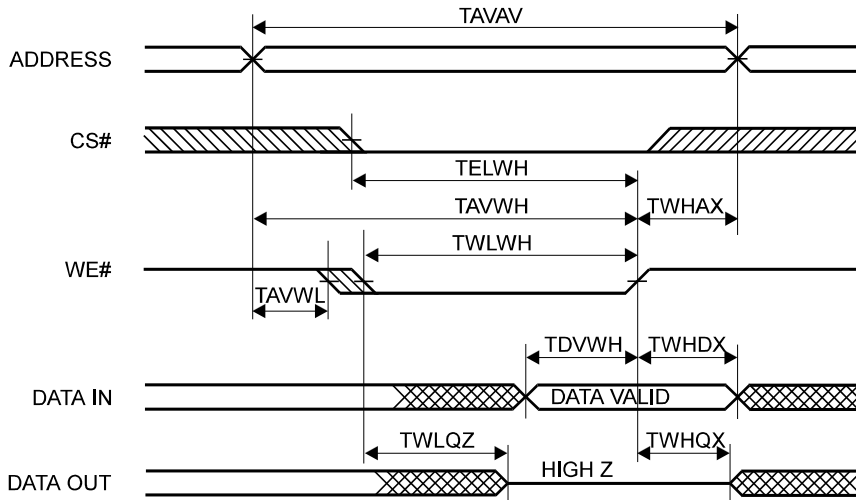 TAVAV
ADDRESS
CS#
TELWH
TAVWH TWHAX
TWLWH
WE#
TAVWL
TDVWH TWHDX
DATA IN DATA VALID
TWLQZ TWHQX
HIGH Z
DATA OUT